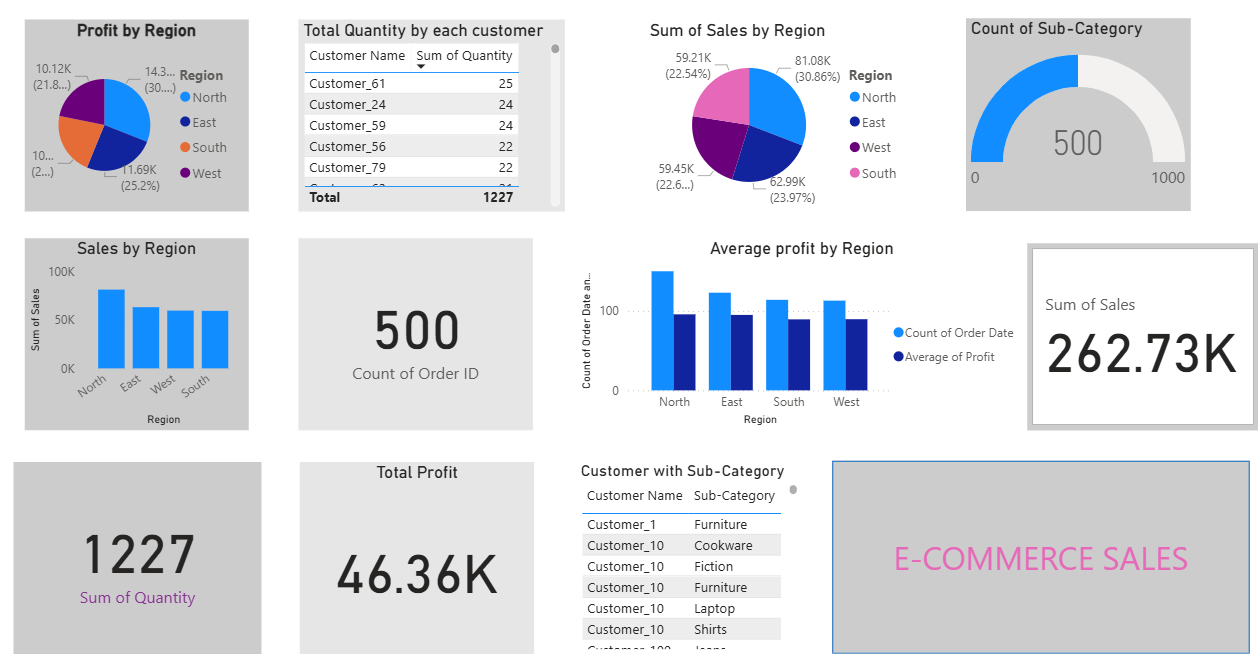 Profit by Region
10.12K
(21.8...)
14.3...
(30....)
10...
(2...)
11.69K
(25.2%)
Region
North
East
South
West
Total Quantity by each customer
Customer Name Sum of Quantity
Customer_61 25
Customer_24 24
Customer_59 24
Customer_56 22
Customer_79 22
Total 1227
Sum of Sales by Region
59.21K
(22.54%)
81.08K
(30.86%)
59.45K
(22.6...)
62.99K
(23.97%)
Region
North
East
West
South
Count of Sub-Category
500
0 1000
Sales by Region
Sum of Sales
100K
50K
0K
North East West South
Region
500
Count of Order ID
Average profit by Region
Count of Order Date an...
100
0
North East South West
Region
Count of Order Date
Average of Profit
Sum of Sales
262.73K
1227
Sum of Quantity
Total Profit
46.36K
Customer with Sub-Category
Customer Name Sub-Category
Customer_1 Furniture
Customer_10 Cookware
Customer_10 Fiction
Customer_10 Furniture
Customer_10 Laptop
Customer_10 Shirts
E-COMMERCE SALES